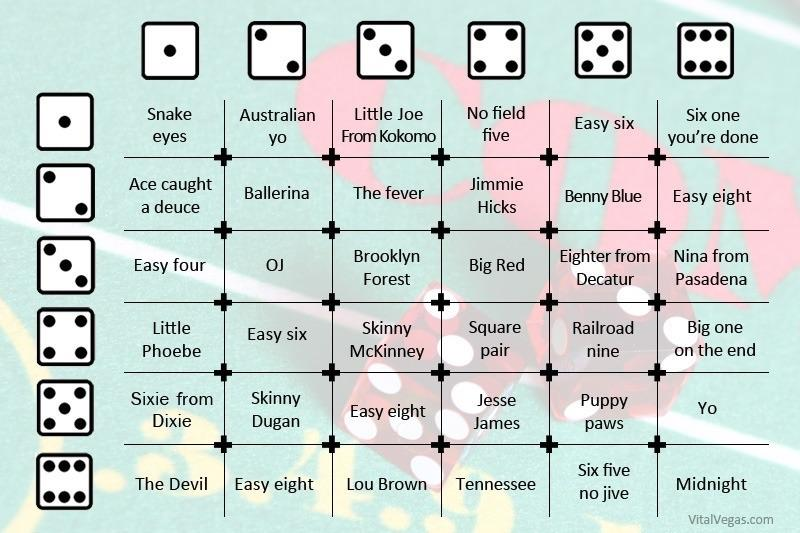 Snake
eyes
Australian
yo
Little Joe
From Kokomo
No field
five
Easy six
Six one
you're done
Ace caught
a deuce
Ballerina
The fever
Jimmie
Hicks
Benny Blue
Easy eight
Easy four
OJ
Brooklyn
Forest
Big Red
Eighter from
Decatur
Nina from
Pasadena
Little
Phoebe
Easy six
Skinny
McKinney
Square
pair
Railroad
nine
Big one
on the end
Sixie from
Dixie
Skinny
Dugan
Easy eight
Jesse
James
Puppy
paws
Yo
The Devil
Easy eight
Lou Brown
Tennessee
Six five
no jive
Midnight
VitalVegas.com